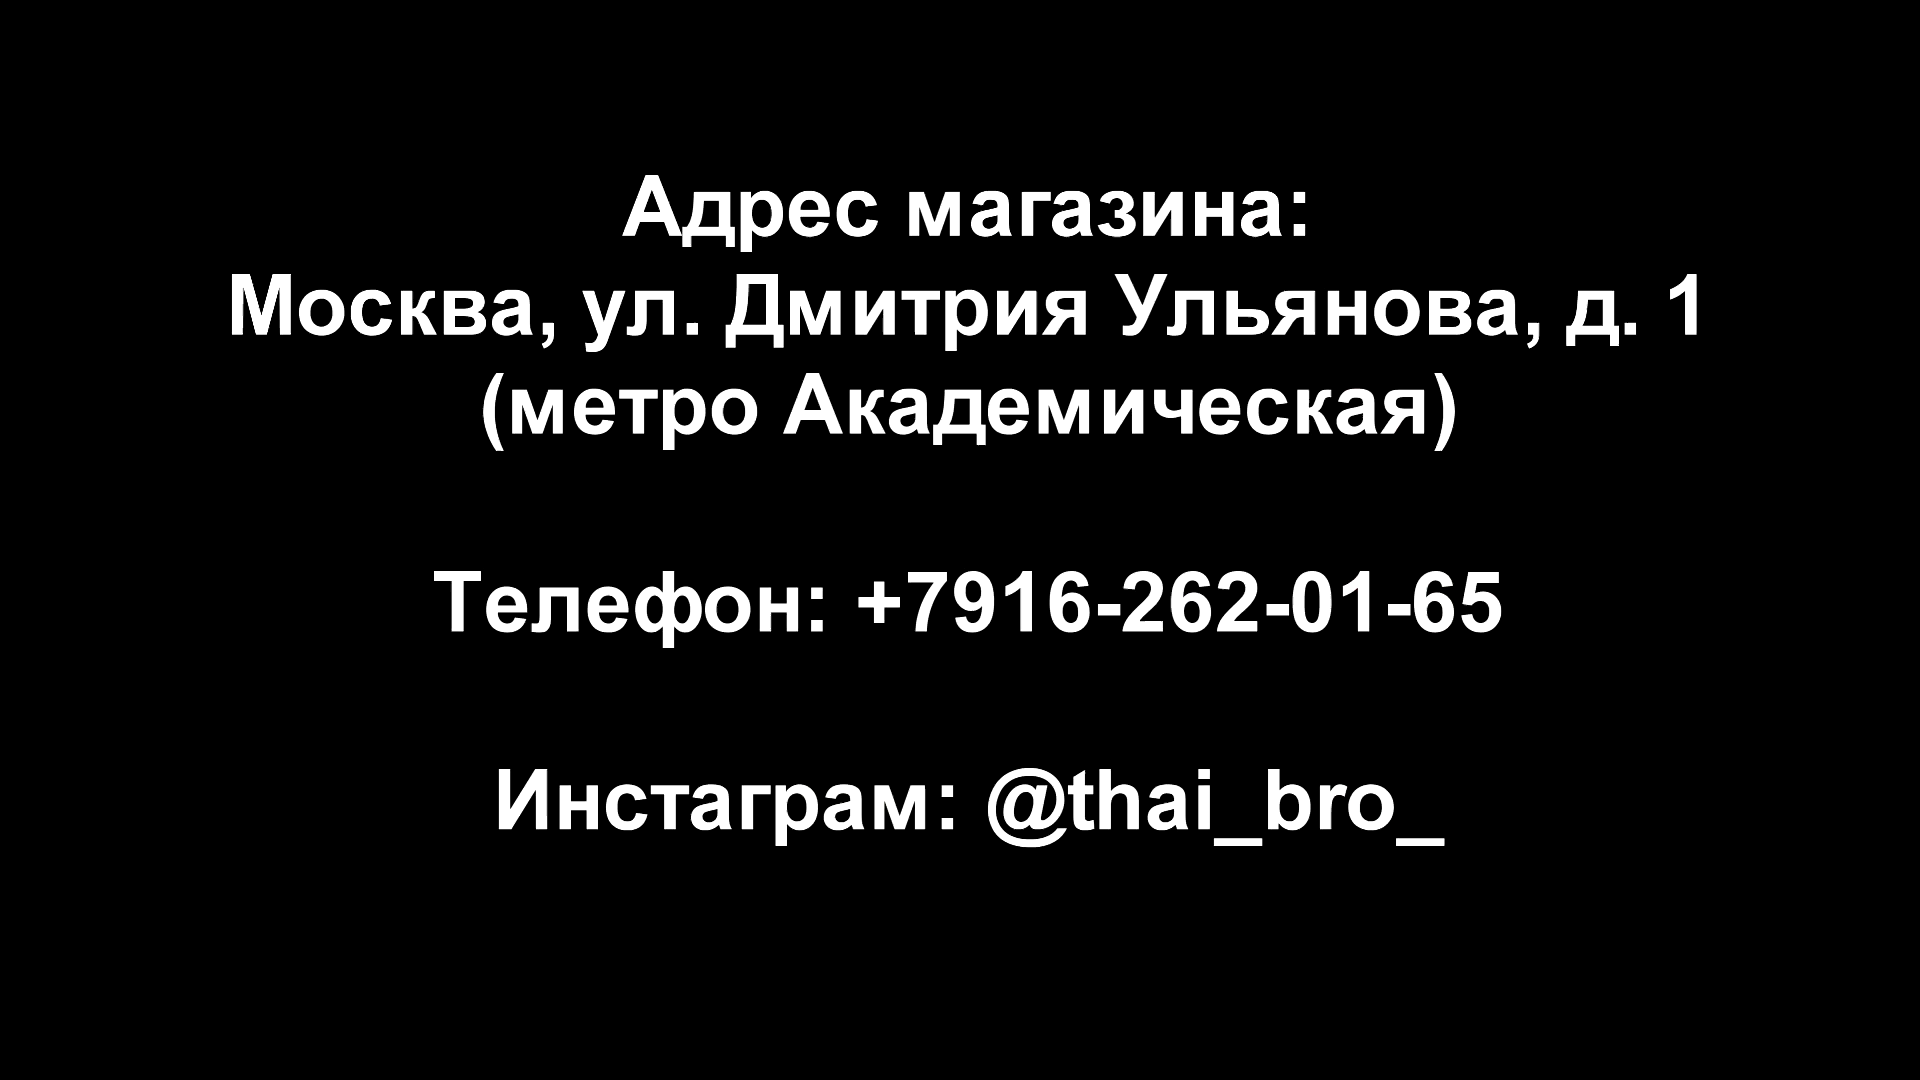 Адрес магазина:
Москва, ул. Дмитрия Ульянова, д. 1
(метро Академическая)
Телефон: +7916-262-01-65
Инстаграм: @thai_bro_